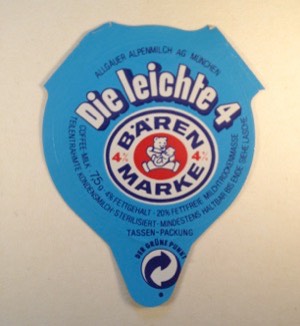 ALLGÄUER ALPENMILCH AG MÜNCHEN
Die leichte 4
BÄREN
4% 4%
MARKE
COFFEE-MILK 7,5 g 4% FETTGEHALT · 20% FETTFREIE MILCHTROCKENMASSE
TEILENTRAHMTE KONDENSMILCH · STERILISIERT · MINDESTENS HALTBAR BIS ENDE: SIEHE LASCHE
TASSEN-PACKUNG
DER GRÜNE PUNKT